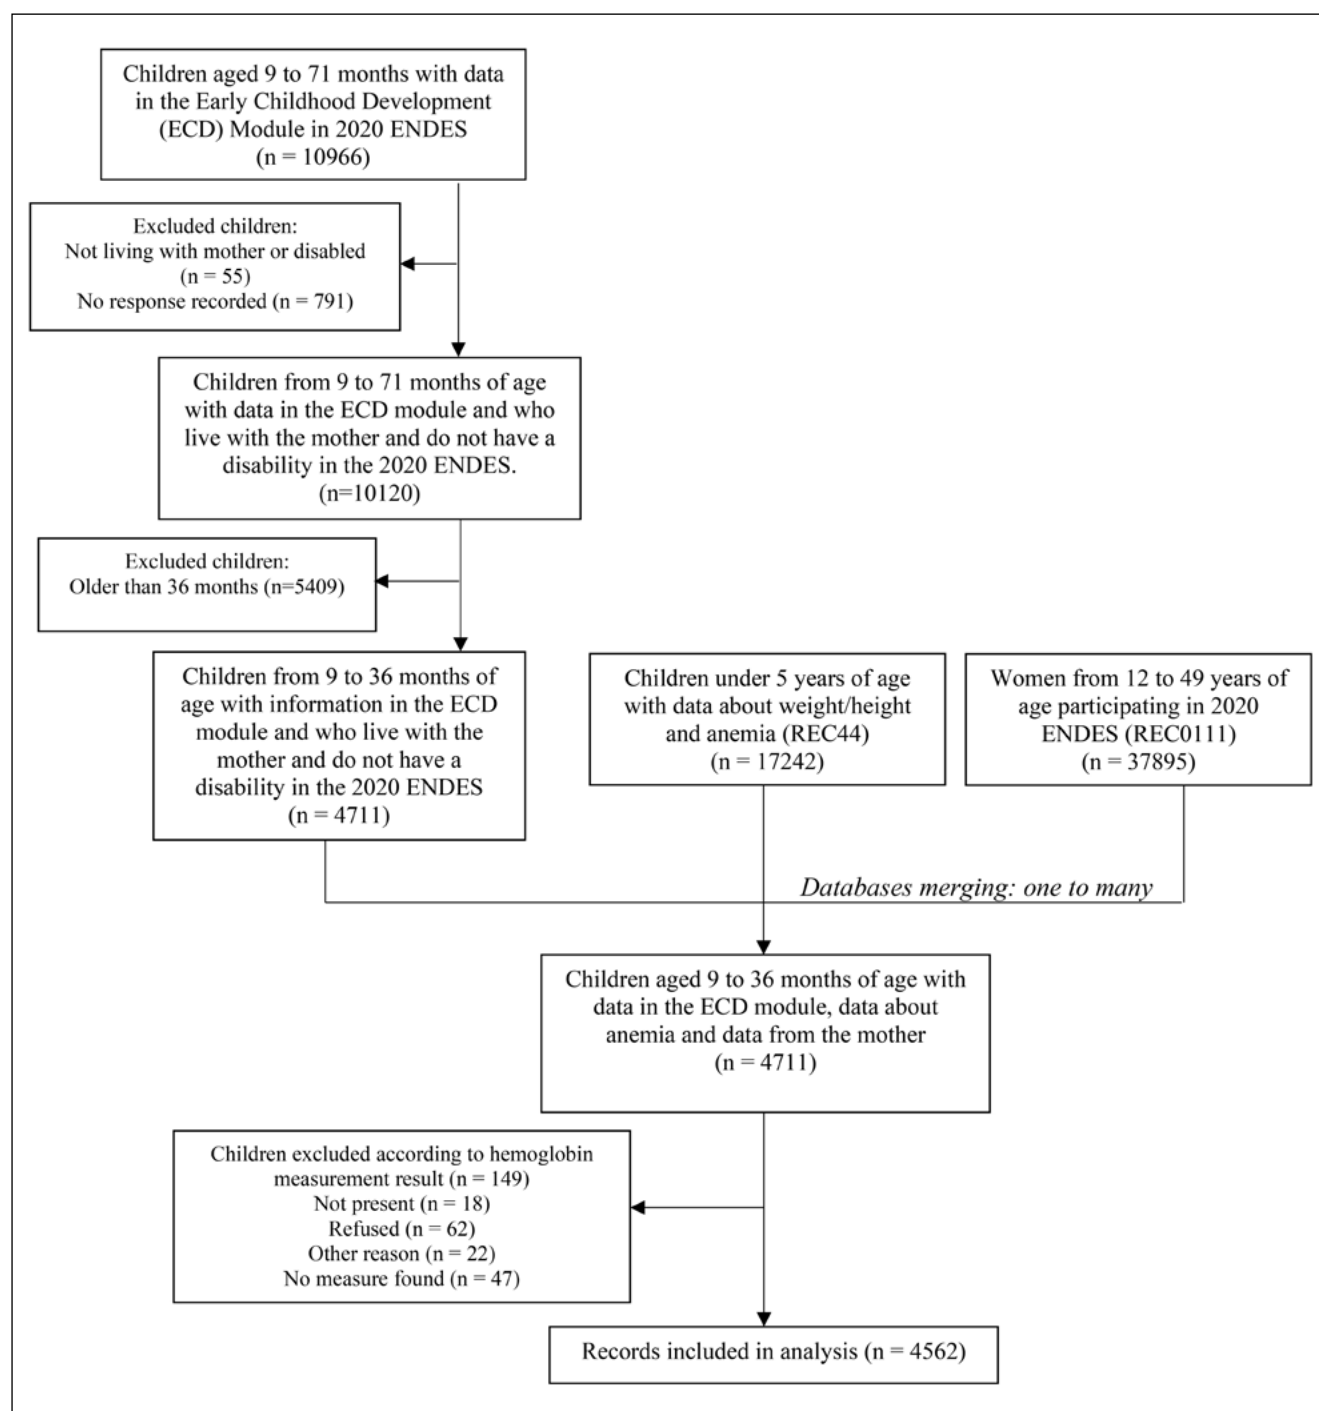 Children aged 9 to 71 months with data
in the Early Childhood Development
(ECD) Module in 2020 ENDES
(n = 10966)
Excluded children:
Not living with mother or disabled
(n = 55)
No response recorded (n = 791)
Children from 9 to 71 months of age
with data in the ECD module and who
live with the mother and do not have a
disability in the 2020 ENDES.
(n=10120)
Excluded children:
Older than 36 months (n=5409)
Children from 9 to 36 months of
age with information in the ECD
module and who live with the
mother and do not have a
disability in the 2020 ENDES
(n = 4711)
Children under 5 years of age
with data about weight/height
and anemia (REC44)
(n = 17242)
Women from 12 to 49 years of
age participating in 2020
ENDES (REC0111)
(n = 37895)
Databases merging: one to many
Children aged 9 to 36 months of age with
data in the ECD module, data about
anemia and data from the mother
(n = 4711)
Children excluded according to hemoglobin
measurement result (n = 149)
Not present (n = 18)
Refused (n = 62)
Other reason (n = 22)
No measure found (n = 47)
Records included in analysis (n = 4562)